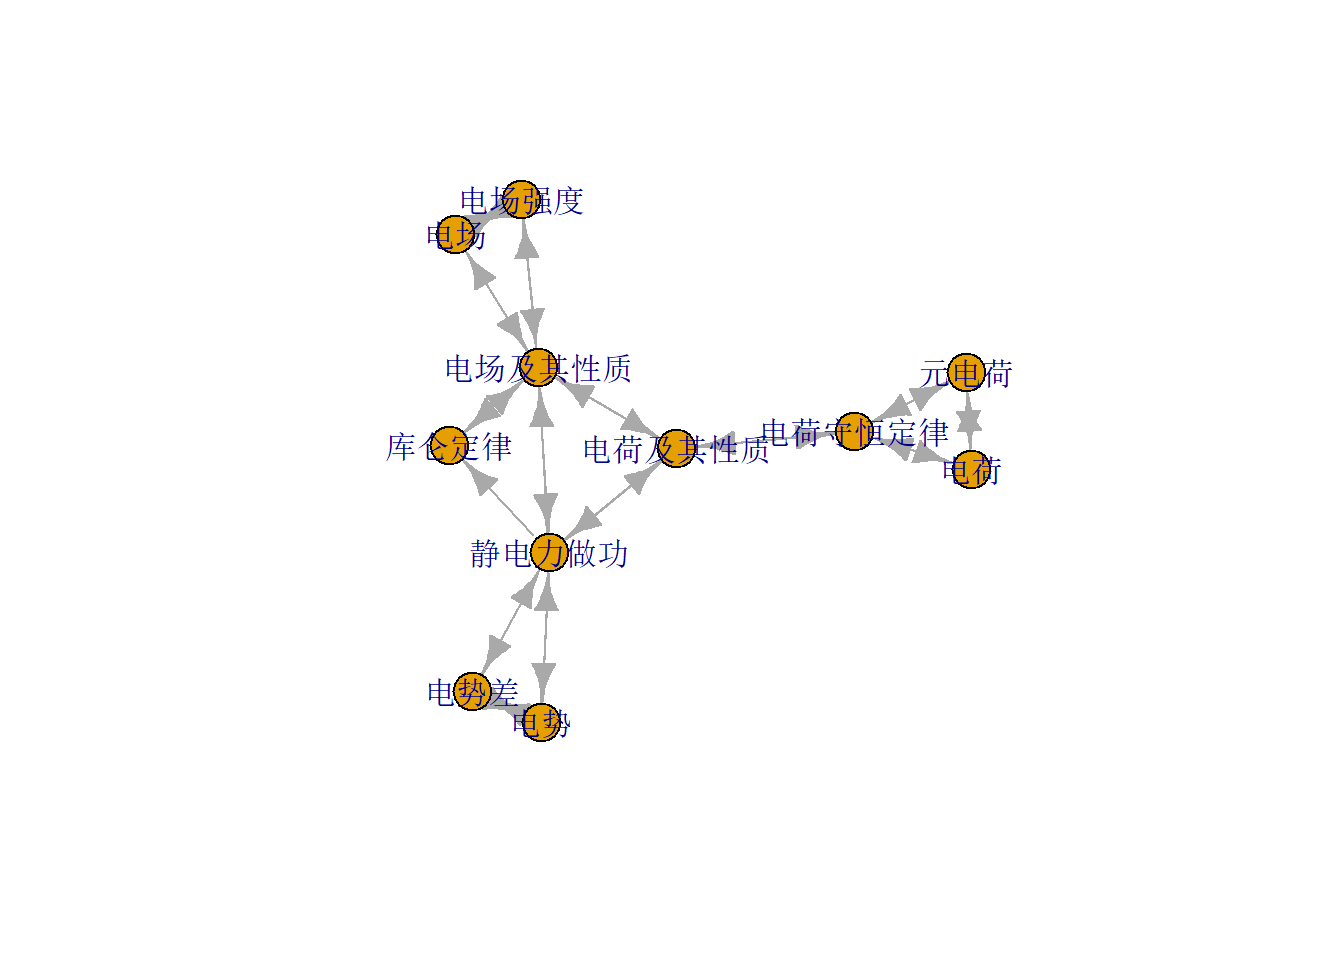 电场强度
电场
电场及其性质
元电荷
电荷守恒定律
库仑定律
电荷及其性质
电荷
静电力做功
电势差
电势